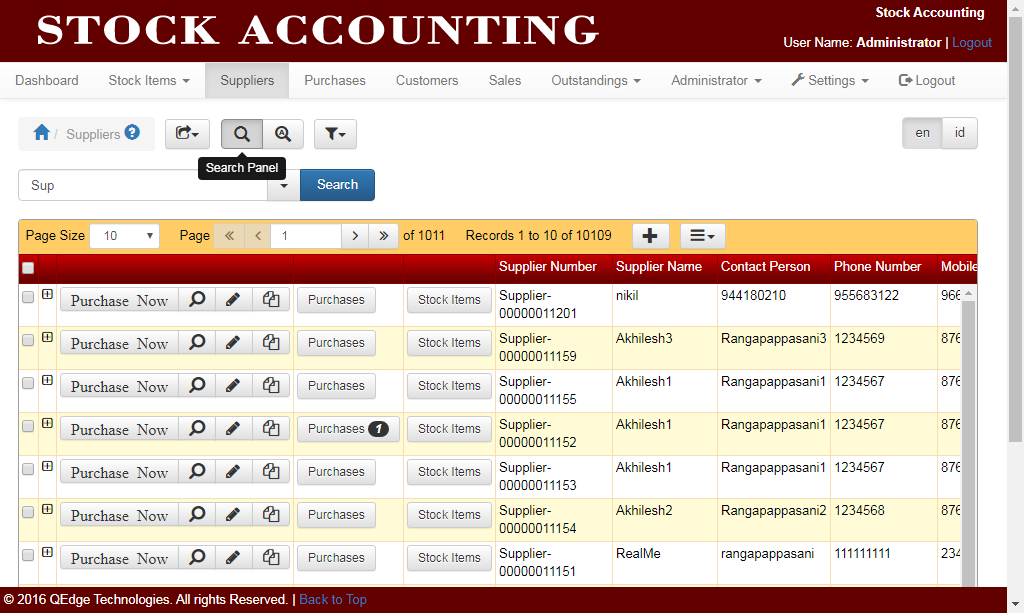 STOCK ACCOUNTING
Stock Accounting
User Name: Administrator | Logout
Dashboard Stock Items Suppliers Purchases Customers Sales Outstandings Administrator Settings Logout
/ Suppliers
en id
Search Panel
Sup Search
Page Size 10 Page 1 of 1011 Records 1 to 10 of 10109
Supplier Number Supplier Name Contact Person Phone Number Mobile
Purchase Now Purchases Stock Items Supplier-00000011201 nikil 944180210 955683122 966
Purchase Now Purchases Stock Items Supplier-00000011159 Akhilesh3 Rangapappasani3 1234569 876
Purchase Now Purchases Stock Items Supplier-00000011155 Akhilesh1 Rangapappasani1 1234567 876
Purchase Now Purchases 1 Stock Items Supplier-00000011152 Akhilesh1 Rangapappasani1 1234567 876
Purchase Now Purchases Stock Items Supplier-00000011153 Akhilesh1 Rangapappasani1 1234567 876
Purchase Now Purchases Stock Items Supplier-00000011154 Akhilesh2 Rangapappasani2 1234568 876
Purchase Now Purchases Stock Items Supplier-00000011151 RealMe rangapappasani 111111111 234
© 2016 QEdge Technologies. All rights Reserved. | Back to Top